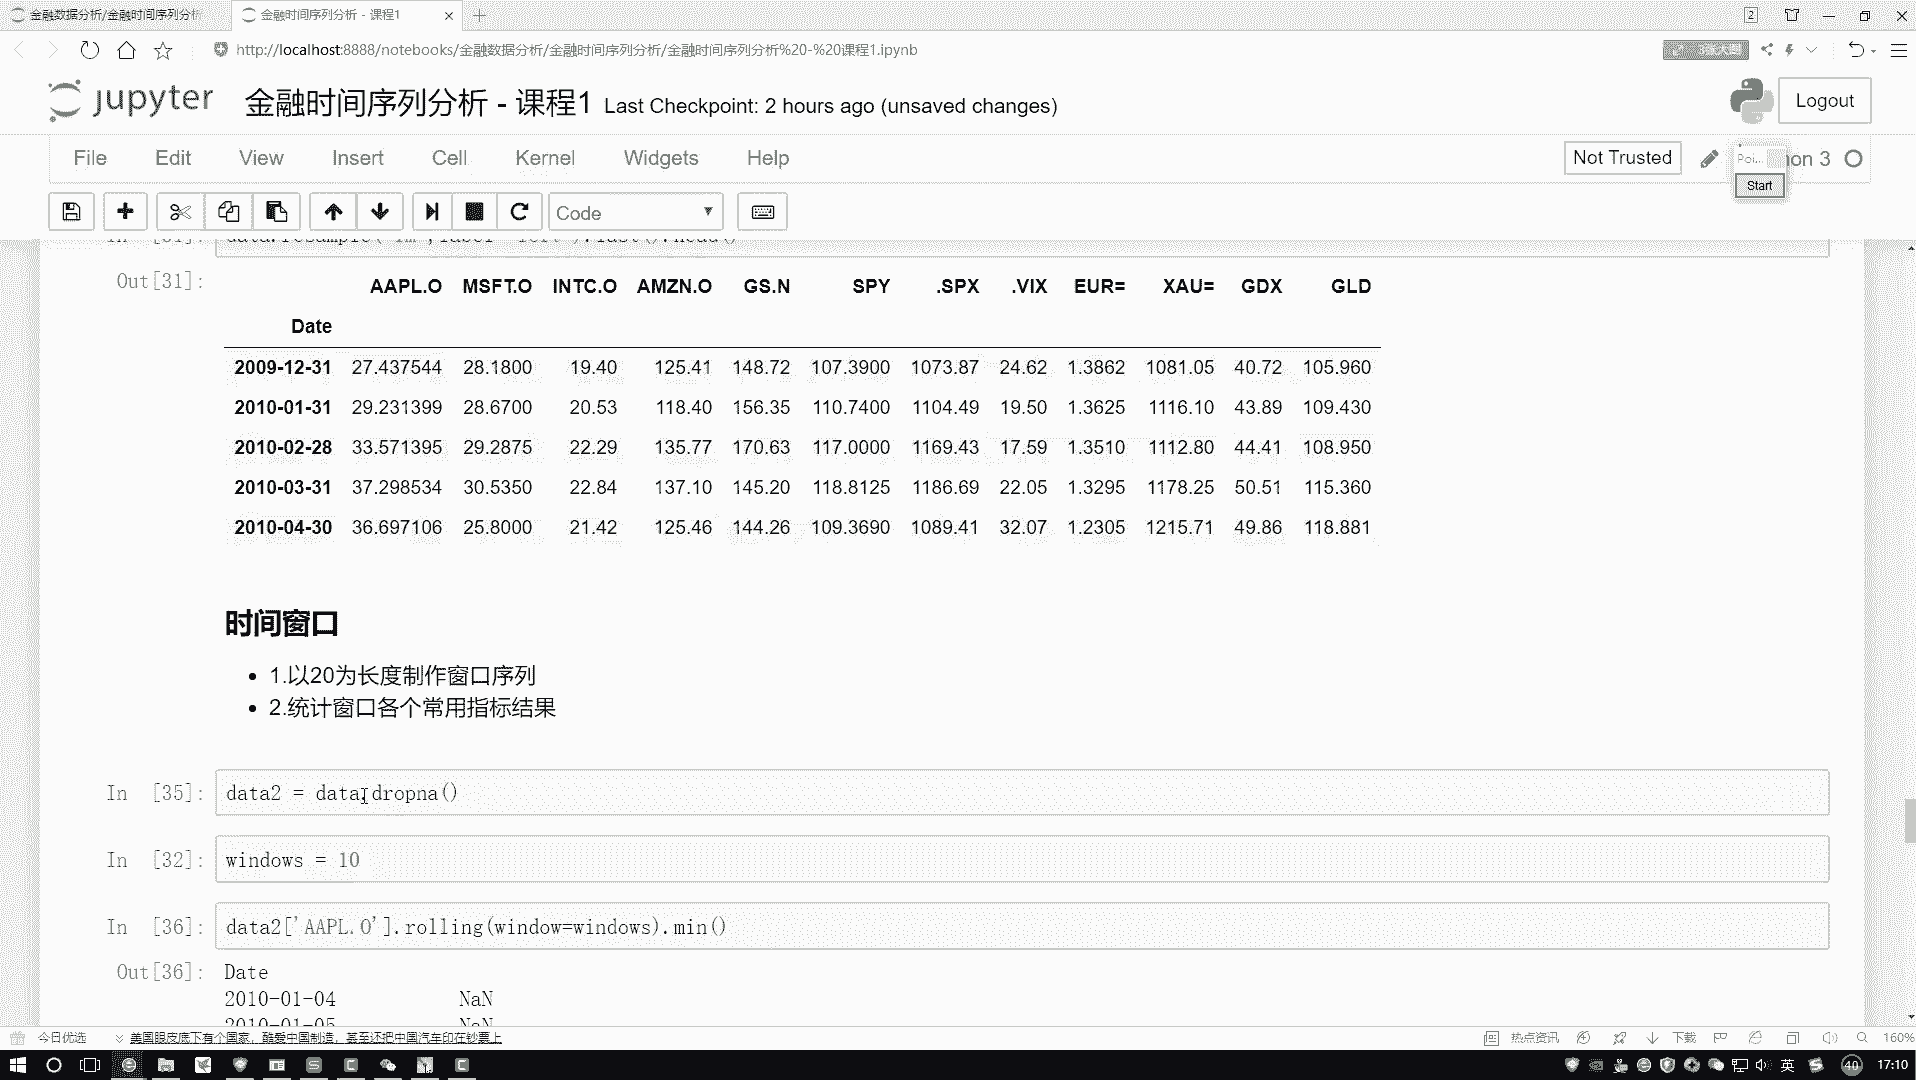 金融数据分析/金融时间序列分析
金融时间序列分析 - 课程1
2
http://localhost:8888/notebooks/金融数据分析/金融时间序列分析/金融时间序列分析%20-%20课程1.ipynb
jupyter 金融时间序列分析 - 课程1 Last Checkpoint: 2 hours ago (unsaved changes)
Logout
File Edit View Insert Cell Kernel Widgets Help
Not Trusted
Poi...
on 3
Start
Code
Out[31]:
AAPL.O MSFT.O INTC.O AMZN.O GS.N SPY .SPX .VIX EUR= XAU= GDX GLD
Date
2009-12-31 27.437544 28.1800 19.40 125.41 148.72 107.3900 1073.87 24.62 1.3862 1081.05 40.72 105.960
2010-01-31 29.231399 28.6700 20.53 118.40 156.35 110.7400 1104.49 19.50 1.3625 1116.10 43.89 109.430
2010-02-28 33.571395 29.2875 22.29 135.77 170.63 117.0000 1169.43 17.59 1.3510 1112.80 44.41 108.950
2010-03-31 37.298534 30.5350 22.84 137.10 145.20 118.8125 1186.69 22.05 1.3295 1178.25 50.51 115.360
2010-04-30 36.697106 25.8000 21.42 125.46 144.26 109.3690 1089.41 32.07 1.2305 1215.71 49.86 118.881
时间窗口
1.以20为长度制作窗口序列
2.统计窗口各个常用指标结果
In [35]: data2 = data.dropna()
In [32]: windows = 10
In [36]: data2['AAPL.O'].rolling(window=windows).min()
Out[36]: Date
2010-01-04 NaN
2010-01-05 NaN
今日优选
美国眼皮底下有个国家，酷爱中国制造，甚至还把中国汽车印在钞票上
热点资讯
下载
160%
英
40
17:10